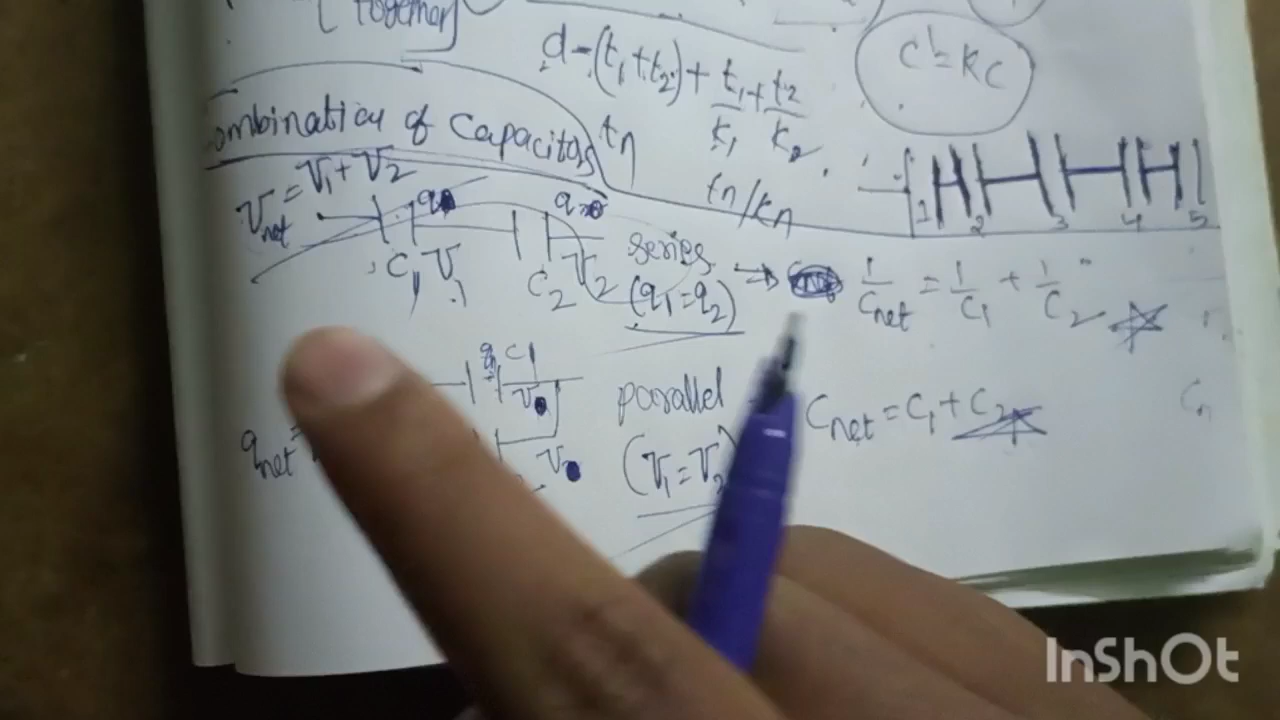 together
d-(t₁+t₂)+ t₁/k₁ + t₂/k₂
C'=KC
ombination of Capacitors
tn
tn/kn
1 2 3 4 5
Vnet = V₁+V₂
q q
C₁ V₁ C₂ V₂
series
(q₁=q₂)
1/Cnet = 1/C₁ + 1/C₂
C₁
V
parallel
Cnet = C₁ + C₂
qnet =
V
(V₁=V₂
InShOt